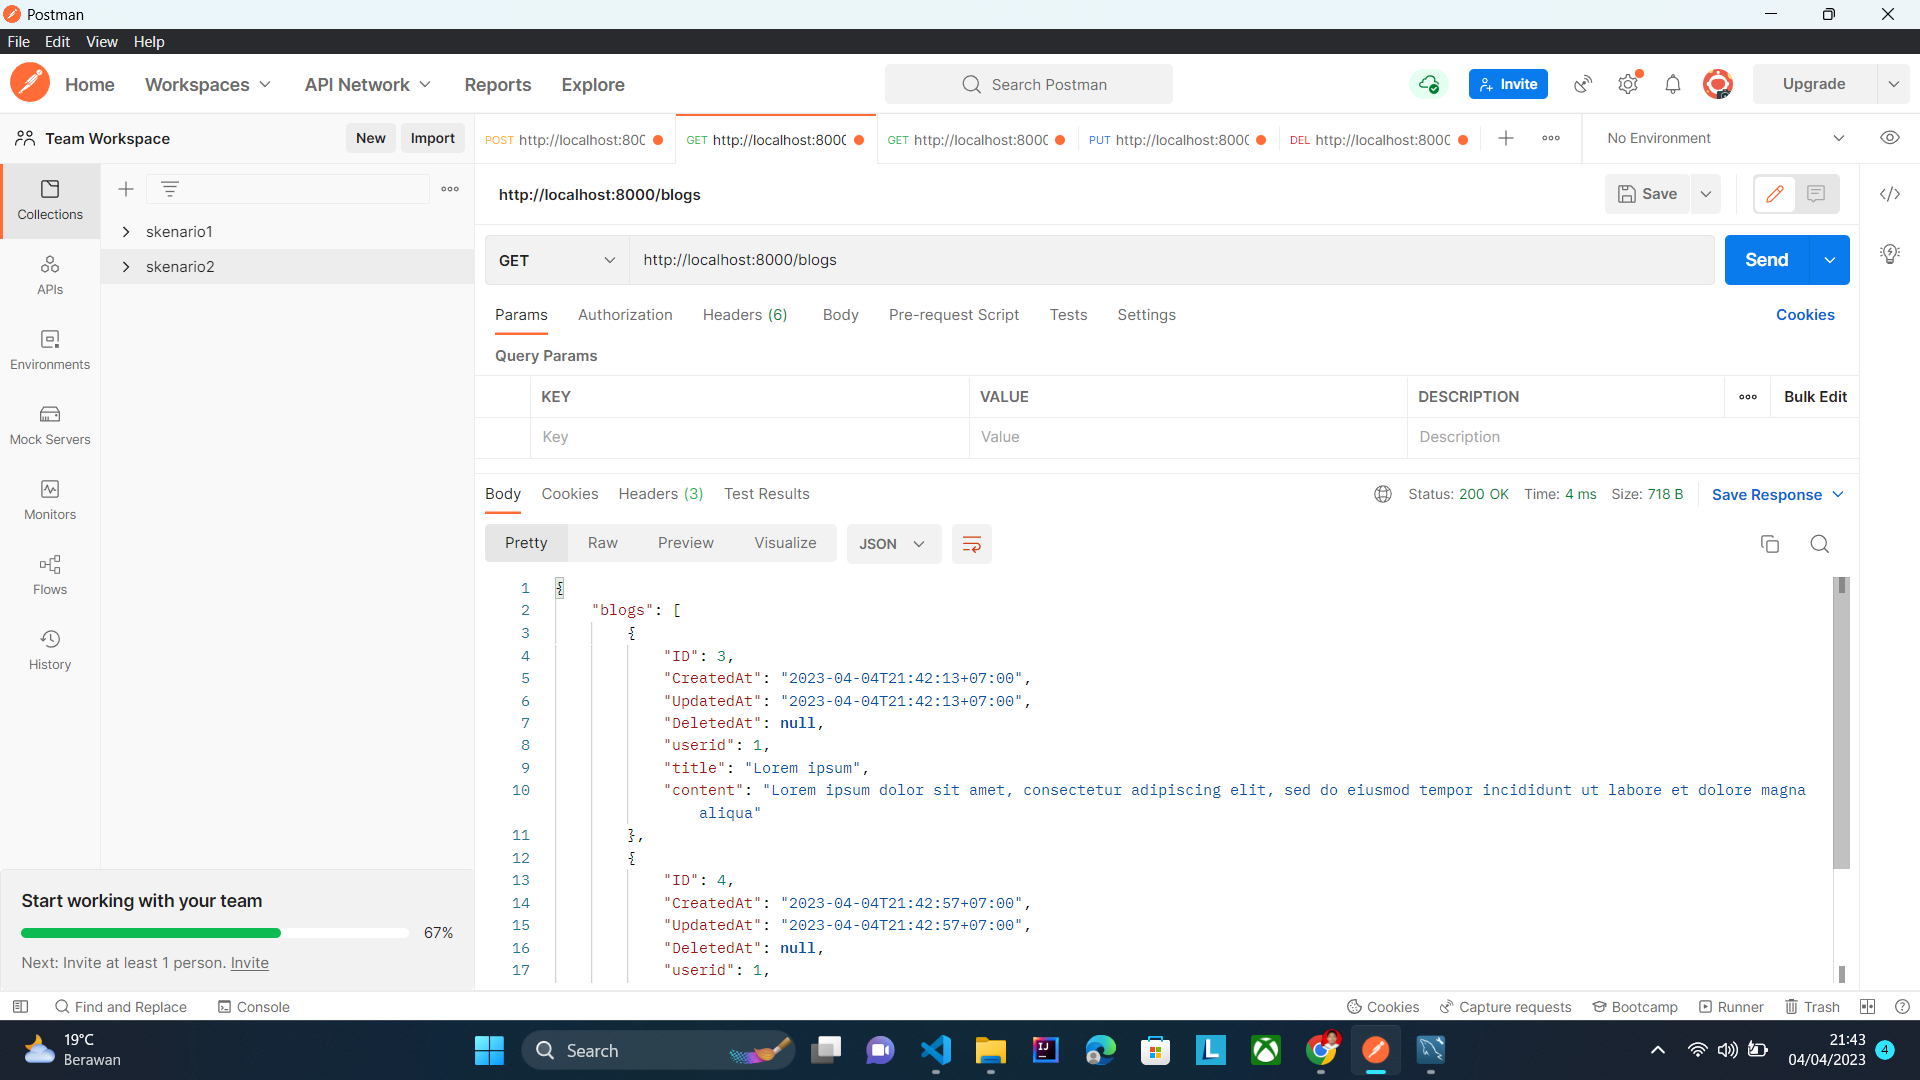 Postman
File Edit View Help
Home Workspaces API Network Reports Explore Search Postman Invite Upgrade
Team Workspace New Import
POST http://localhost:800 GET http://localhost:8000 GET http://localhost:8000 PUT http://localhost:8000 DEL http://localhost:8000 No Environment
Collections
APIs
Environments
Mock Servers
Monitors
Flows
History
skenario1
skenario2
http://localhost:8000/blogs Save
GET http://localhost:8000/blogs Send
Params Authorization Headers (6) Body Pre-request Script Tests Settings Cookies
Query Params
KEY VALUE DESCRIPTION Bulk Edit
Key Value Description
Body Cookies Headers (3) Test Results Status: 200 OK Time: 4 ms Size: 718 B Save Response
Pretty Raw Preview Visualize JSON
1 {
2 "blogs": [
3 {
4 "ID": 3,
5 "CreatedAt": "2023-04-04T21:42:13+07:00",
6 "UpdatedAt": "2023-04-04T21:42:13+07:00",
7 "DeletedAt": null,
8 "userid": 1,
9 "title": "Lorem ipsum",
10 "content": "Lorem ipsum dolor sit amet, consectetur adipiscing elit, sed do eiusmod tempor incididunt ut labore et dolore magna
aliqua"
11 },
12 {
13 "ID": 4,
14 "CreatedAt": "2023-04-04T21:42:57+07:00",
15 "UpdatedAt": "2023-04-04T21:42:57+07:00",
16 "DeletedAt": null,
17 "userid": 1,
Start working with your team
67%
Next: Invite at least 1 person. Invite
Find and Replace Console Cookies Capture requests Bootcamp Runner Trash
19°C
Berawan
Search
IJ
L
21:43
04/04/2023
4